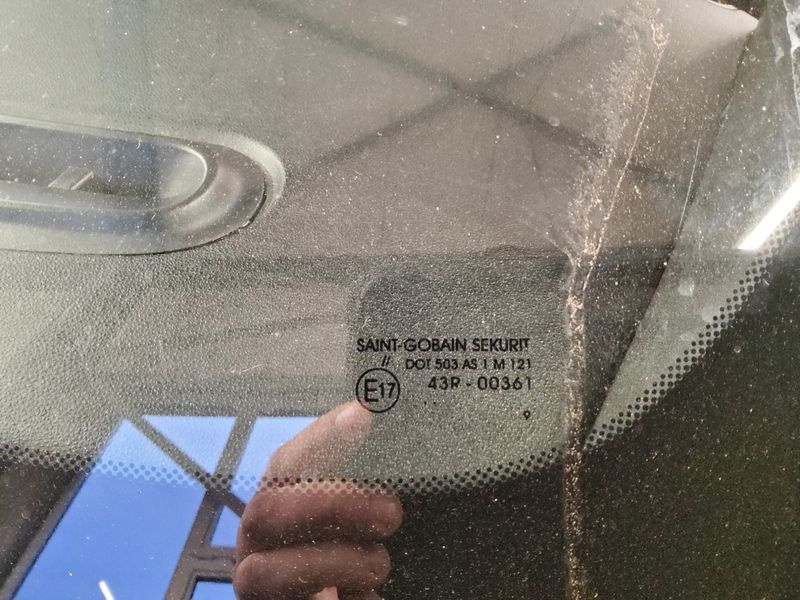 SAINT-GOBAIN SEKURIT
// DOT 503 AS 1 M 121
E17 43R - 00361
. . 9